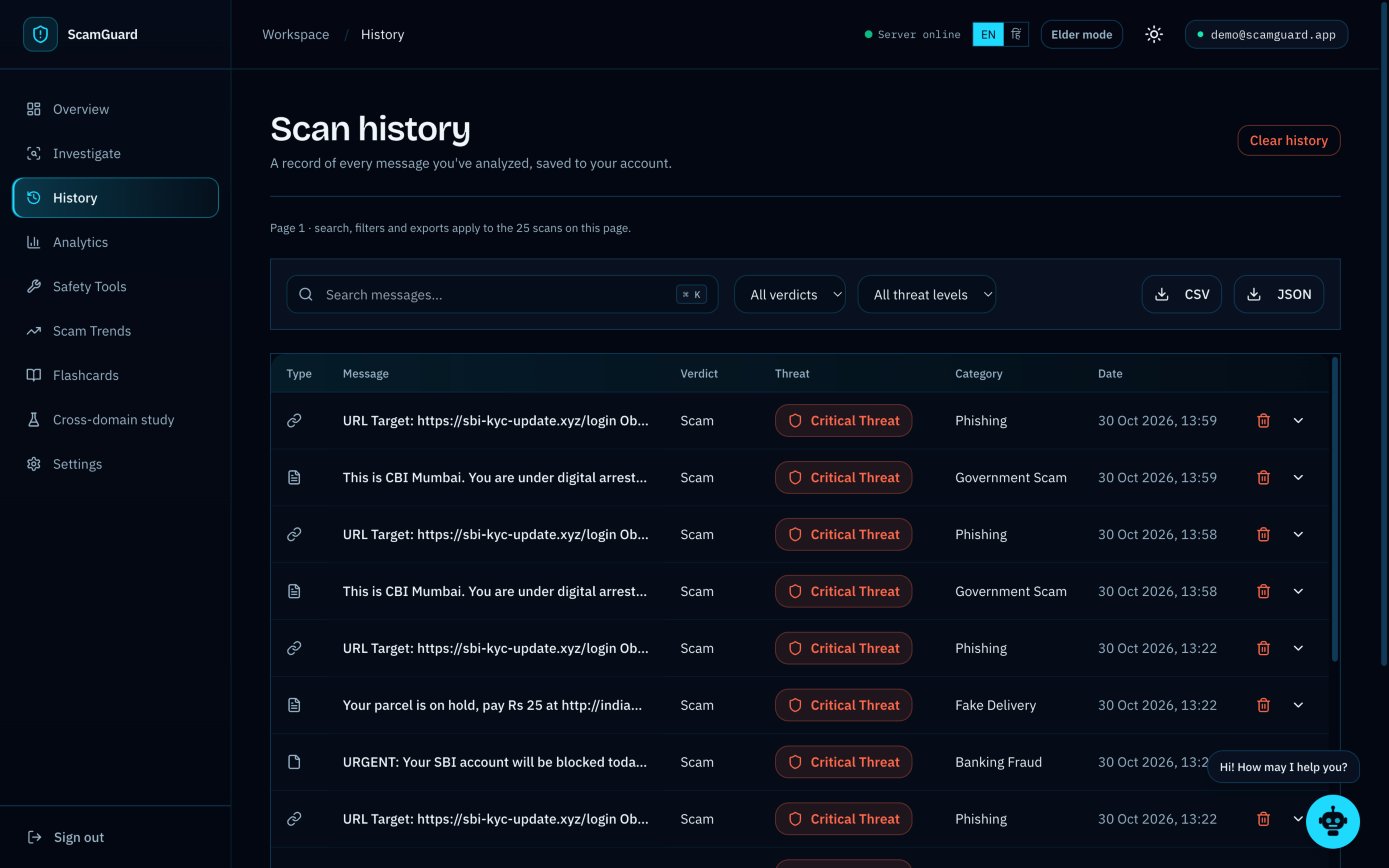 ScamGuard
Workspace / History
Server online
EN हिं
Elder mode
demo@scamguard.app
Overview
Investigate
History
Analytics
Safety Tools
Scam Trends
Flashcards
Cross-domain study
Settings
Sign out
Scan history
A record of every message you've analyzed, saved to your account.
Clear history
Page 1 · search, filters and exports apply to the 25 scans on this page.
Search messages... ⌘ K All verdicts All threat levels CSV JSON
Type Message Verdict Threat Category Date
URL Target: https://sbi-kyc-update.xyz/login Ob... Scam Critical Threat Phishing 30 Oct 2026, 13:59
This is CBI Mumbai. You are under digital arrest... Scam Critical Threat Government Scam 30 Oct 2026, 13:59
URL Target: https://sbi-kyc-update.xyz/login Ob... Scam Critical Threat Phishing 30 Oct 2026, 13:58
This is CBI Mumbai. You are under digital arrest... Scam Critical Threat Government Scam 30 Oct 2026, 13:58
URL Target: https://sbi-kyc-update.xyz/login Ob... Scam Critical Threat Phishing 30 Oct 2026, 13:22
Your parcel is on hold, pay Rs 25 at http://india... Scam Critical Threat Fake Delivery 30 Oct 2026, 13:22
URGENT: Your SBI account will be blocked toda... Scam Critical Threat Banking Fraud 30 Oct 2026, 13:2
Hi! How may I help you?
URL Target: https://sbi-kyc-update.xyz/login Ob... Scam Critical Threat Phishing 30 Oct 2026, 13:22